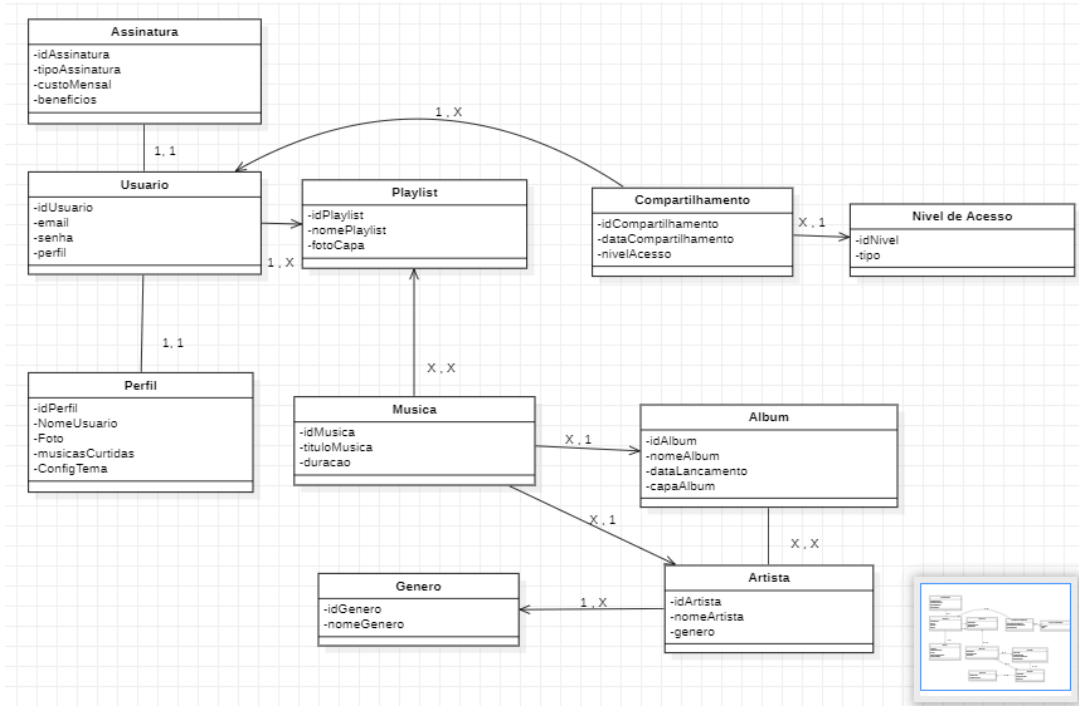 Assinatura
-idAssinatura
-tipoAssinatura
-custoMensal
-beneficios
1, 1
1 , X
Usuario
-idUsuario
-email
-senha
-perfil
1 , X
Playlist
-idPlaylist
-nomePlaylist
-fotoCapa
Compartilhamento
-idCompartilhamento
-dataCompartilhamento
-nivelAcesso
X , 1
Nivel de Acesso
-idNivel
-tipo
1, 1
X , X
Perfil
-idPerfil
-NomeUsuario
-Foto
-musicasCurtidas
-ConfigTema
Musica
-idMusica
-tituloMusica
-duracao
X , 1
Album
-idAlbum
-nomeAlbum
-dataLancamento
-capaAlbum
X , 1
X , X
Genero
-idGenero
-nomeGenero
1 , X
Artista
-idArtista
-nomeArtista
-genero